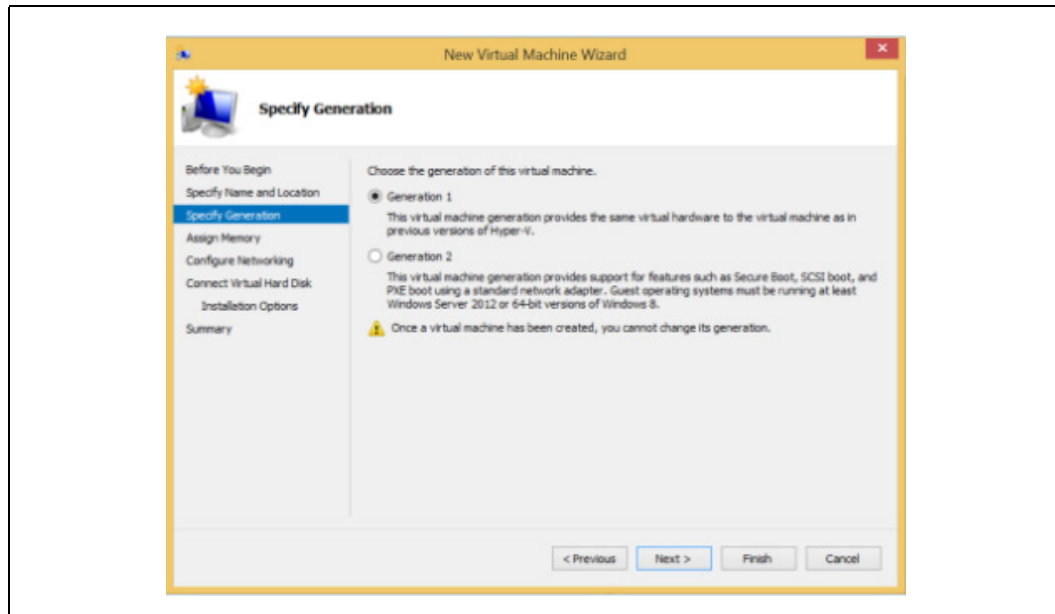 New Virtual Machine Wizard
Specify Generation
Before You Begin
Specify Name and Location
Specify Generation
Assign Memory
Configure Networking
Connect Virtual Hard Disk
Installation Options
Summary
Choose the generation of this virtual machine.
Generation 1
This virtual machine generation provides the same virtual hardware to the virtual machine as in
previous versions of Hyper-V.
Generation 2
This virtual machine generation provides support for features such as Secure Boot, SCSI boot, and
PXE boot using a standard network adapter. Guest operating systems must be running at least
Windows Server 2012 or 64-bit versions of Windows 8.
Once a virtual machine has been created, you cannot change its generation.
< Previous
Next >
Finish
Cancel